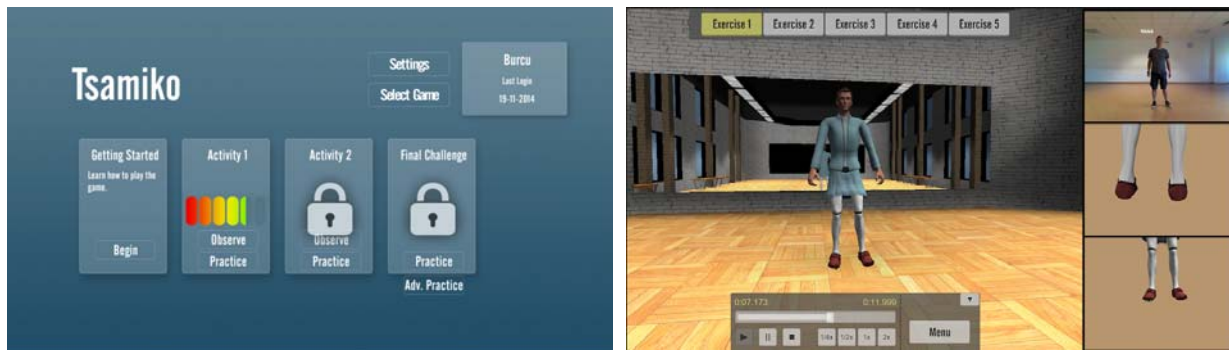 Tsamiko
Settings
Select Game
Burcu
Last Login
19-11-2014
Getting Started
Learn how to play the
game.
Begin
Activity 1
Observe
Practice
Activity 2
Observe
Practice
Final Challenge
Practice
Adv. Practice
Exercise 1
Exercise 2
Exercise 3
Exercise 4
Exercise 5
0:07.173
0:11.999
1/4x
1/2x
1x
2x
Menu